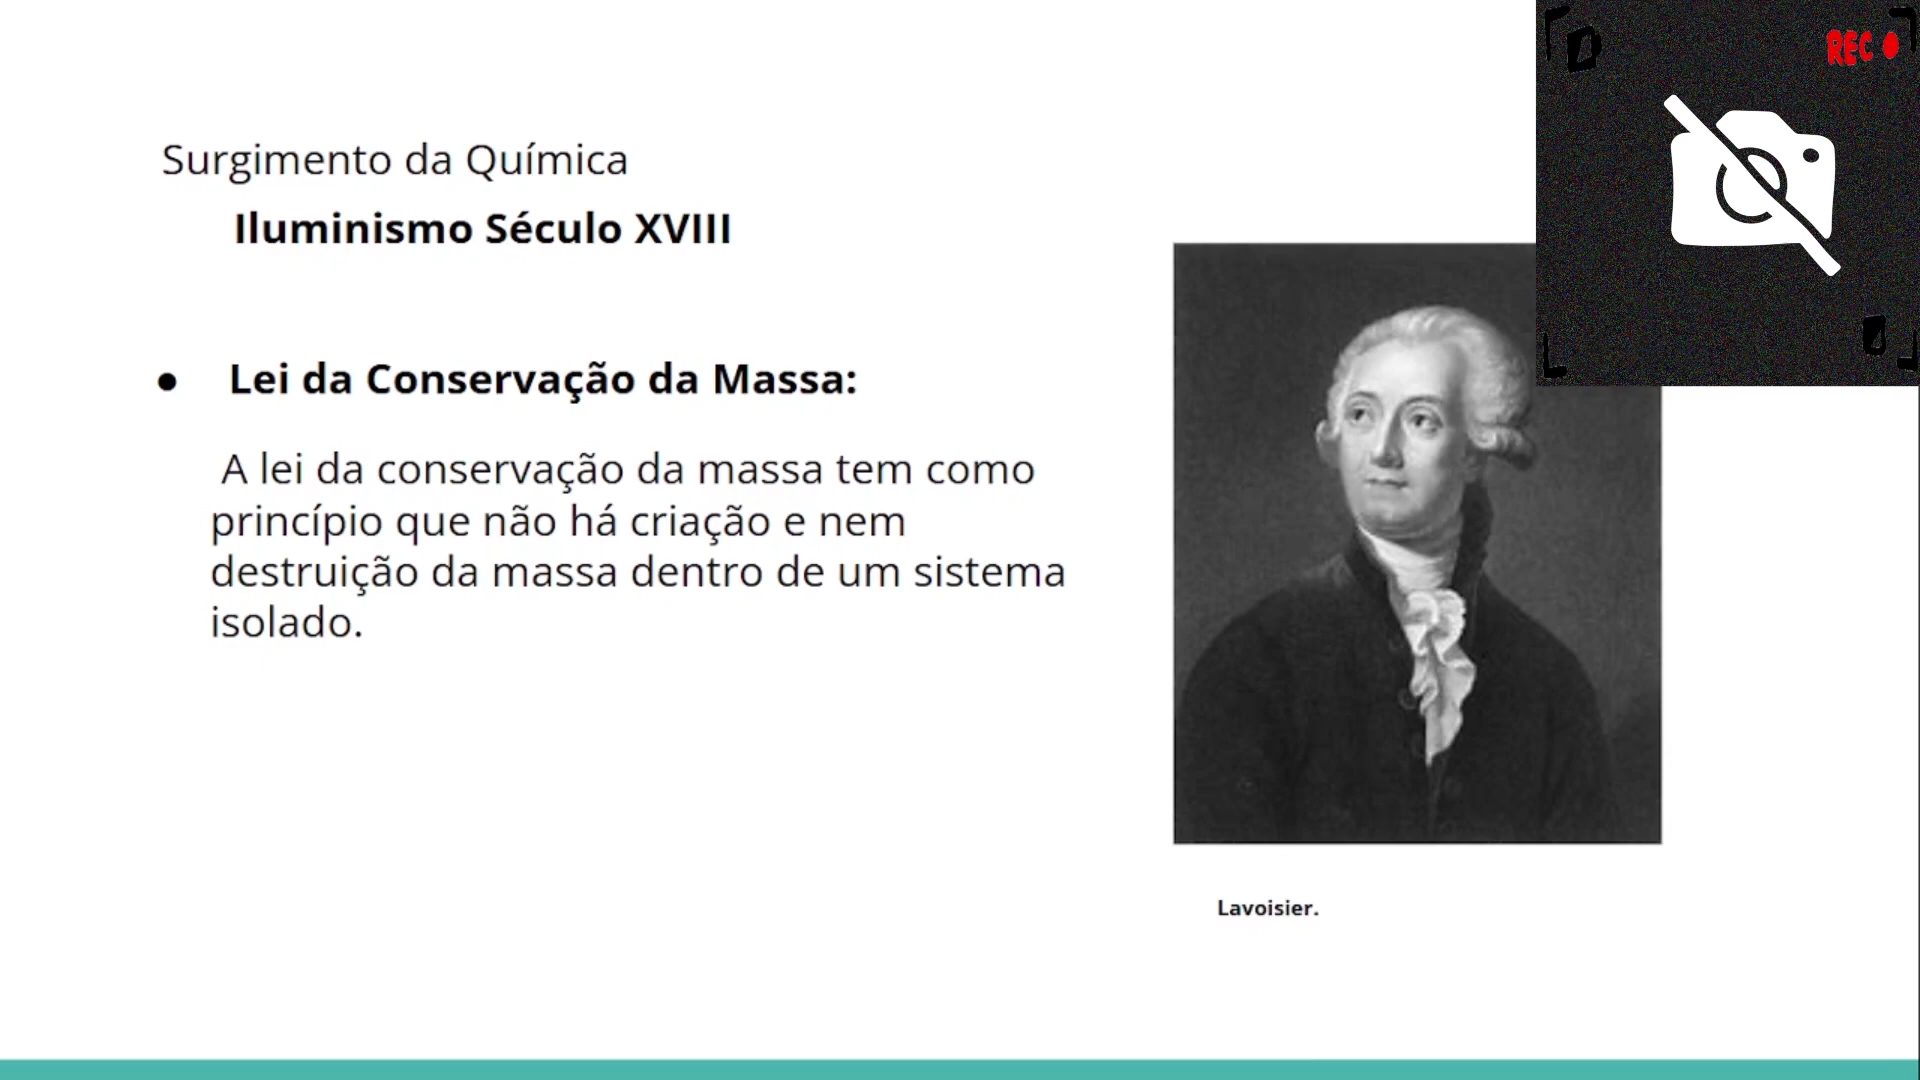 REC
Surgimento da Química
Iluminismo Século XVIII
● Lei da Conservação da Massa:
A lei da conservação da massa tem como
princípio que não há criação e nem
destruição da massa dentro de um sistema
isolado.
Lavoisier.